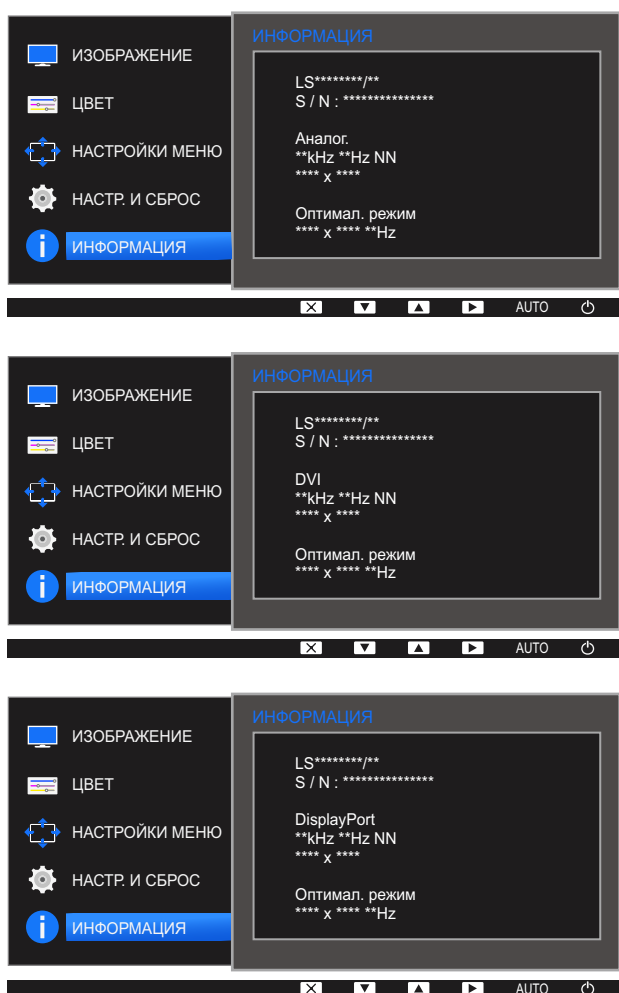 ИЗОБРАЖЕНИЕ
ЦВЕТ
НАСТРОЙКИ МЕНЮ
НАСТР. И СБРОС
ИНФОРМАЦИЯ
ИНФОРМАЦИЯ
LS********/**
S / N : ***************
Аналог.
**kHz **Hz NN
**** x ****
Оптимал. режим
**** x **** **Hz
AUTO
ИЗОБРАЖЕНИЕ
ЦВЕТ
НАСТРОЙКИ МЕНЮ
НАСТР. И СБРОС
ИНФОРМАЦИЯ
ИНФОРМАЦИЯ
LS********/**
S / N : ***************
DVI
**kHz **Hz NN
**** x ****
Оптимал. режим
**** x **** **Hz
AUTO
ИЗОБРАЖЕНИЕ
ЦВЕТ
НАСТРОЙКИ МЕНЮ
НАСТР. И СБРОС
ИНФОРМАЦИЯ
ИНФОРМАЦИЯ
LS********/**
S / N : ***************
DisplayPort
**kHz **Hz NN
**** x ****
Оптимал. режим
**** x **** **Hz
AUTO